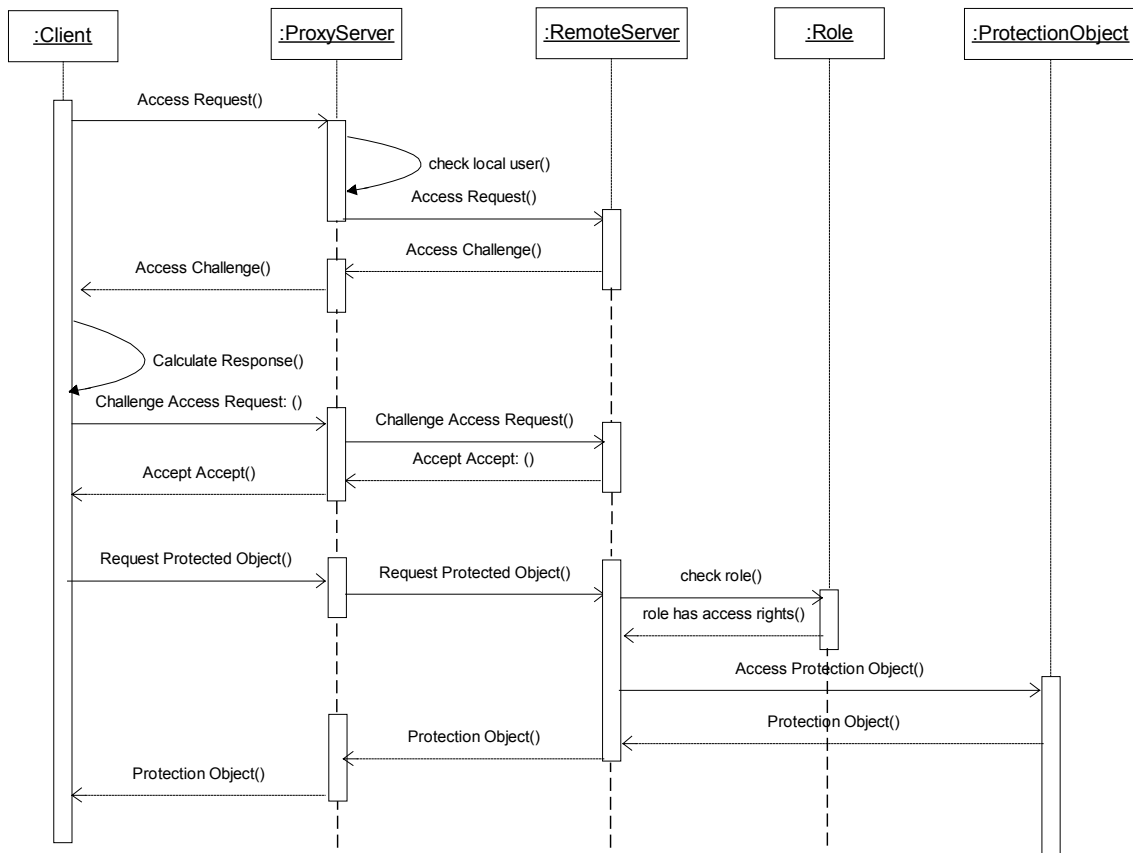 :Client
:ProxyServer
:RemoteServer
:Role
:ProtectionObject
Access Request()
check local user()
Access Request()
Access Challenge()
Access Challenge()
Calculate Response()
Challenge Access Request: ()
Challenge Access Request()
Accept Accept: ()
Accept Accept()
Request Protected Object()
Request Protected Object()
check role()
role has access rights()
Access Protection Object()
Protection Object()
Protection Object()
Protection Object()